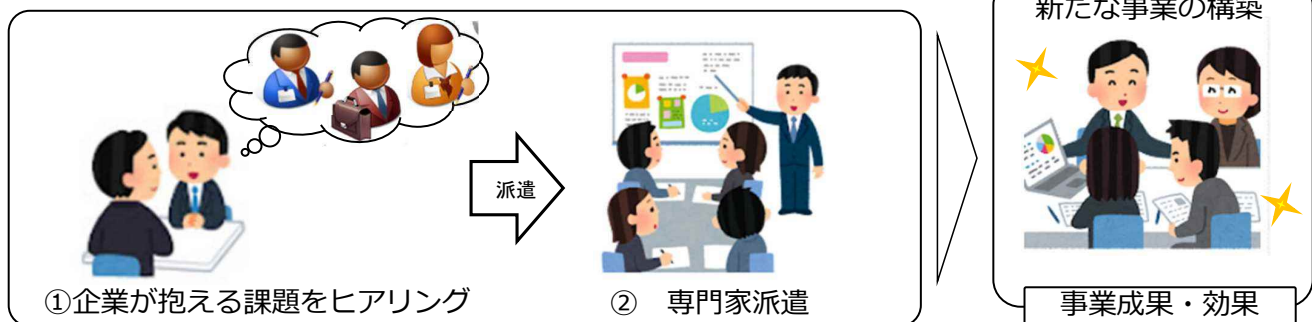 新たな事業の構築
派遣
①企業が抱える課題をヒアリング
② 専門家派遣
事業成果・効果